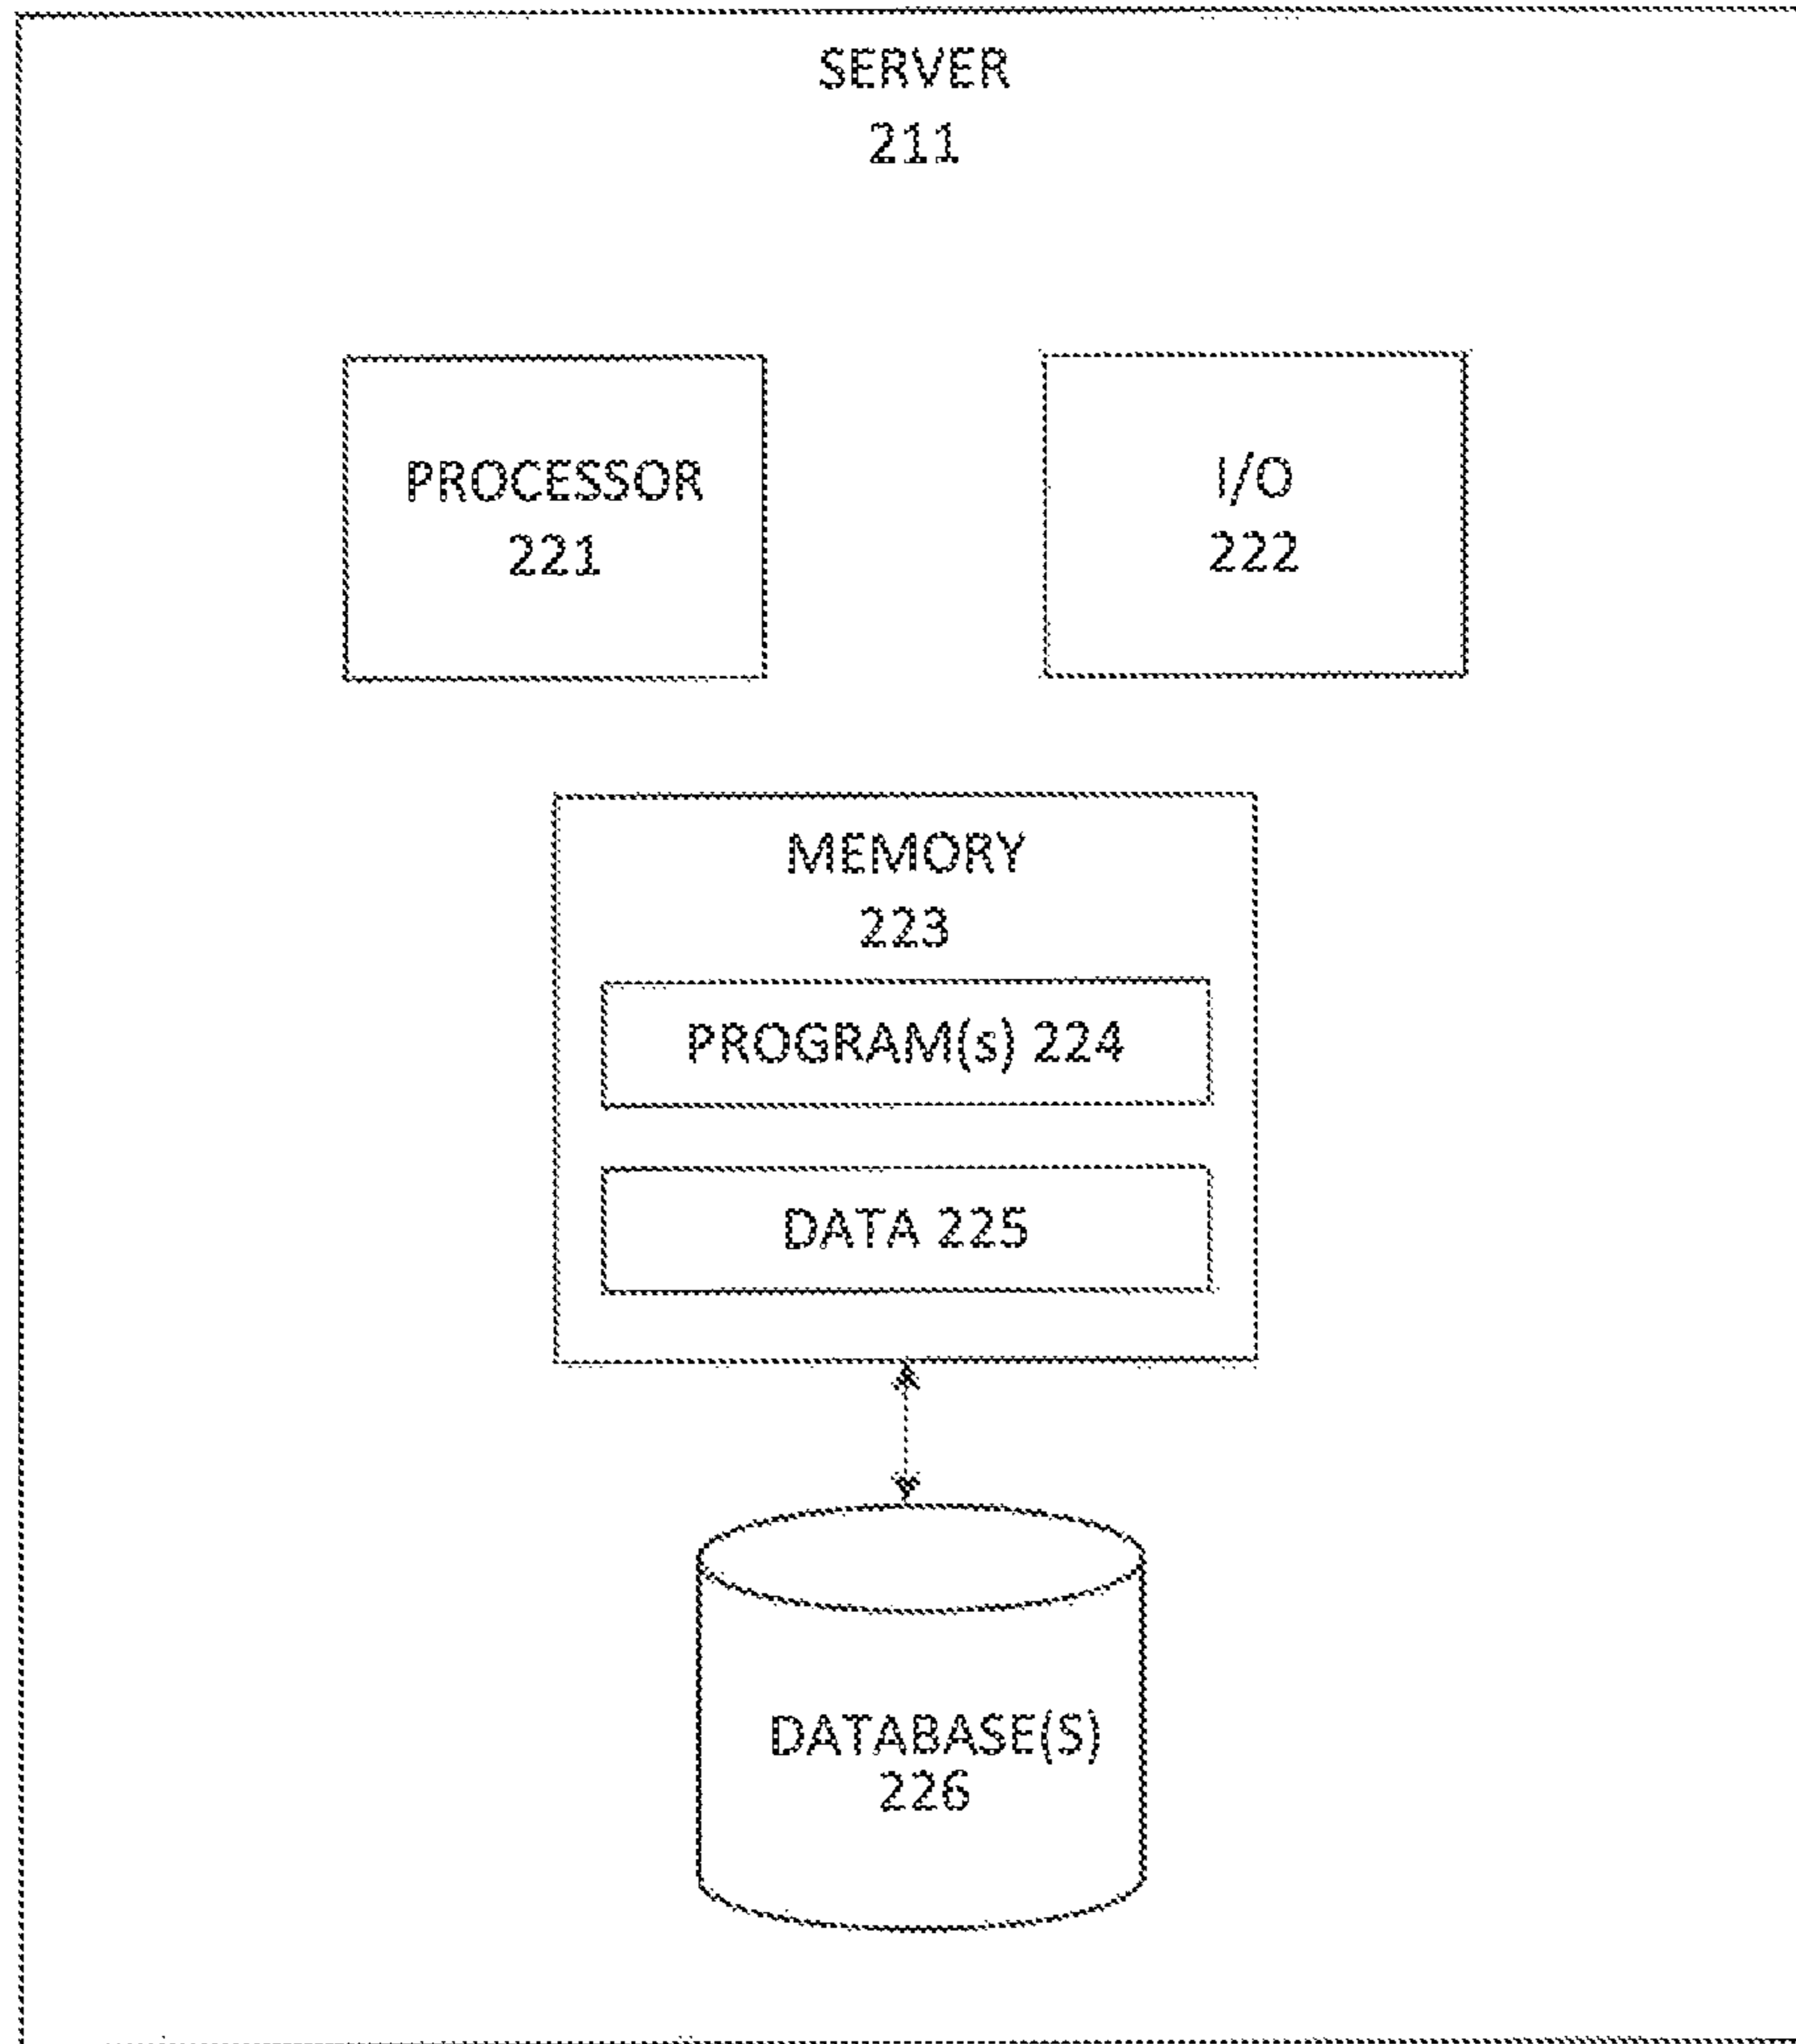 SERVER
211
PROCESSOR
221
I/O
222
MEMORY
223
PROGRAM(s) 224
DATA 225
DATABASE(S)
226